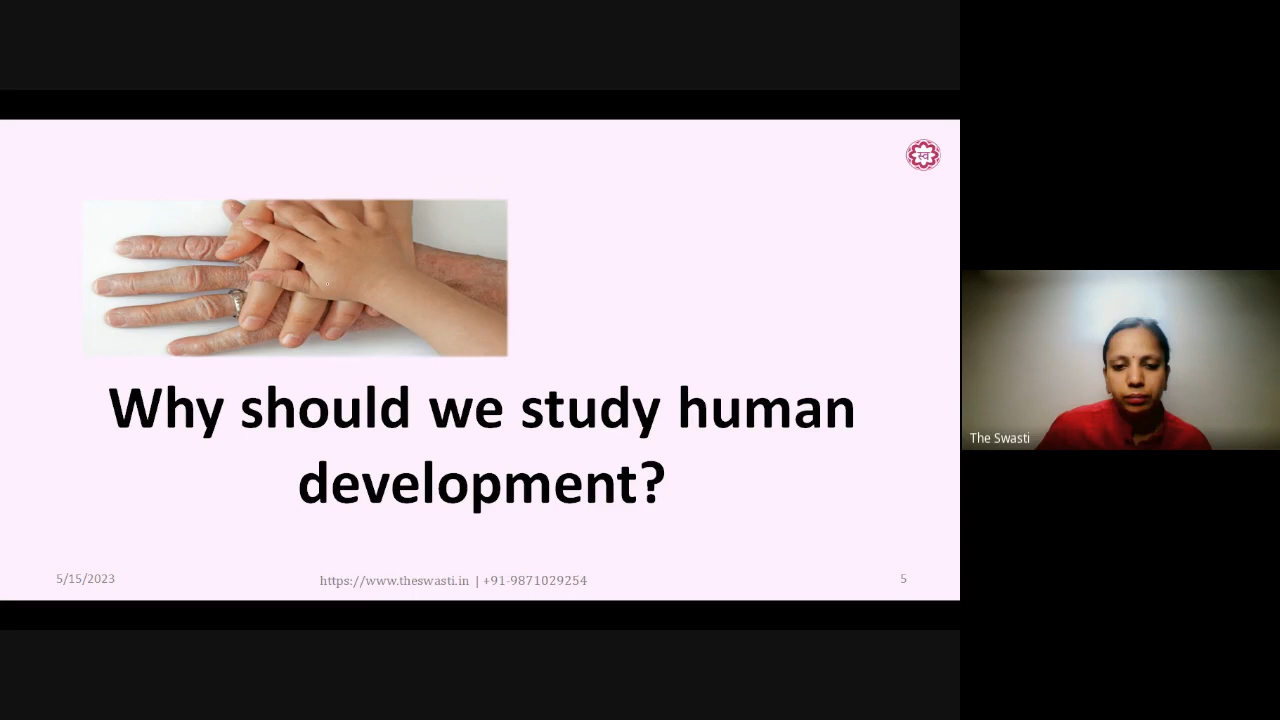 स्व
Why should we study human
development?
5/15/2023
https://www.theswasti.in | +91-9871029254
5
The Swasti